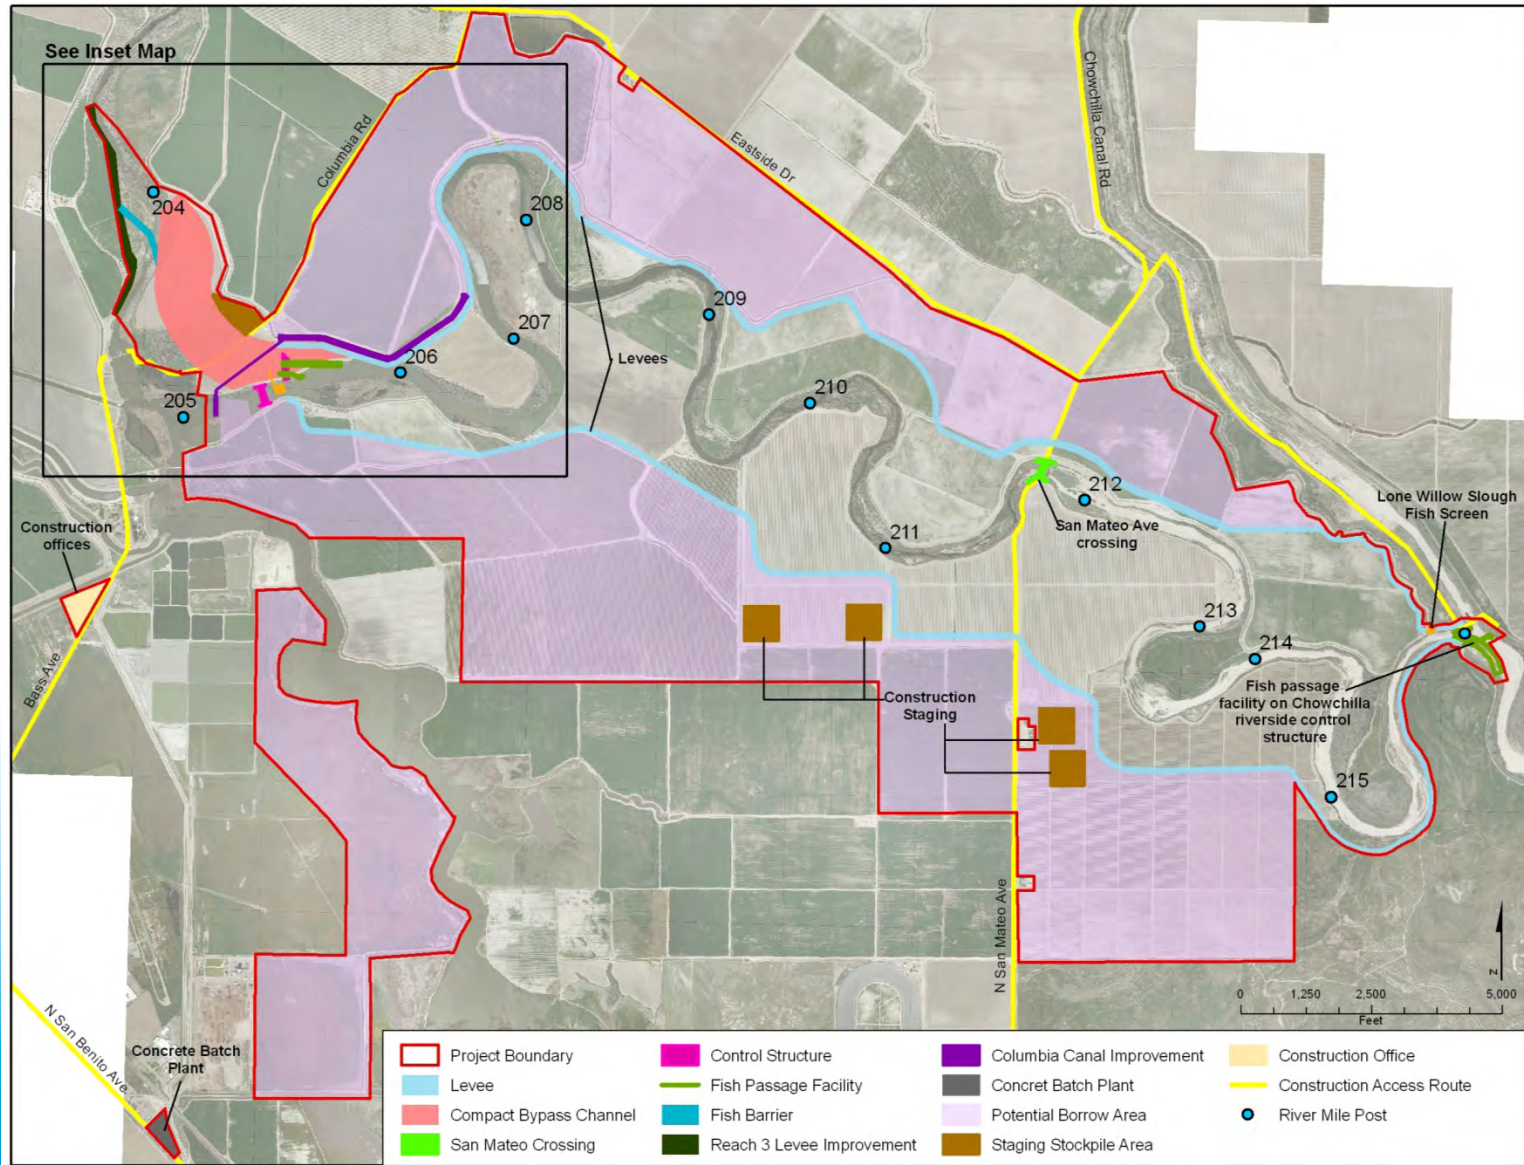 See Inset Map
Columbia Rd
Eastside Dr
Chowchilla Canal Rd
204
208
209
207
206
Levees
205
210
211
212
San Mateo Ave
crossing
Lone Willow Slough
Fish Screen
Construction
offices
Bass Ave
213
214
Construction
Staging
Fish passage
facility on Chowchilla
riverside control
structure
215
N San Mateo Ave
N San Benito Ave
Concrete Batch
Plant
Z
0 1,250 2,500 5,000
Feet
Project Boundary
Control Structure
Columbia Canal Improvement
Construction Office
Levee
Fish Passage Facility
Concret Batch Plant
Construction Access Route
Compact Bypass Channel
Fish Barrier
Potential Borrow Area
River Mile Post
San Mateo Crossing
Reach 3 Levee Improvement
Staging Stockpile Area